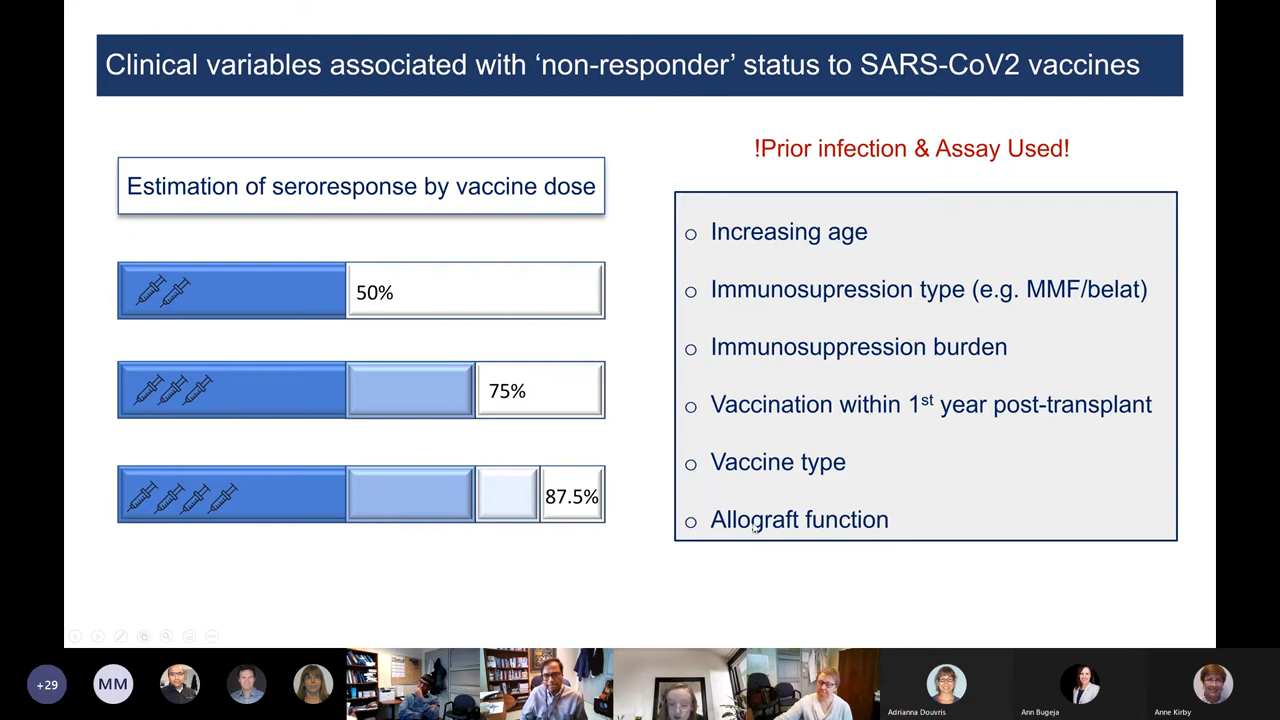 Clinical variables associated with ‘non-responder’ status to SARS-CoV2 vaccines
Estimation of seroresponse by vaccine dose
50%
75%
87.5%
!Prior infection & Assay Used!
Increasing age
Immunosupression type (e.g. MMF/belat)
Immunosuppression burden
Vaccination within 1st year post-transplant
Vaccine type
Allograft function
+29
MM
Adrianna Douvris
Ann Bugeja
Anne Kirby